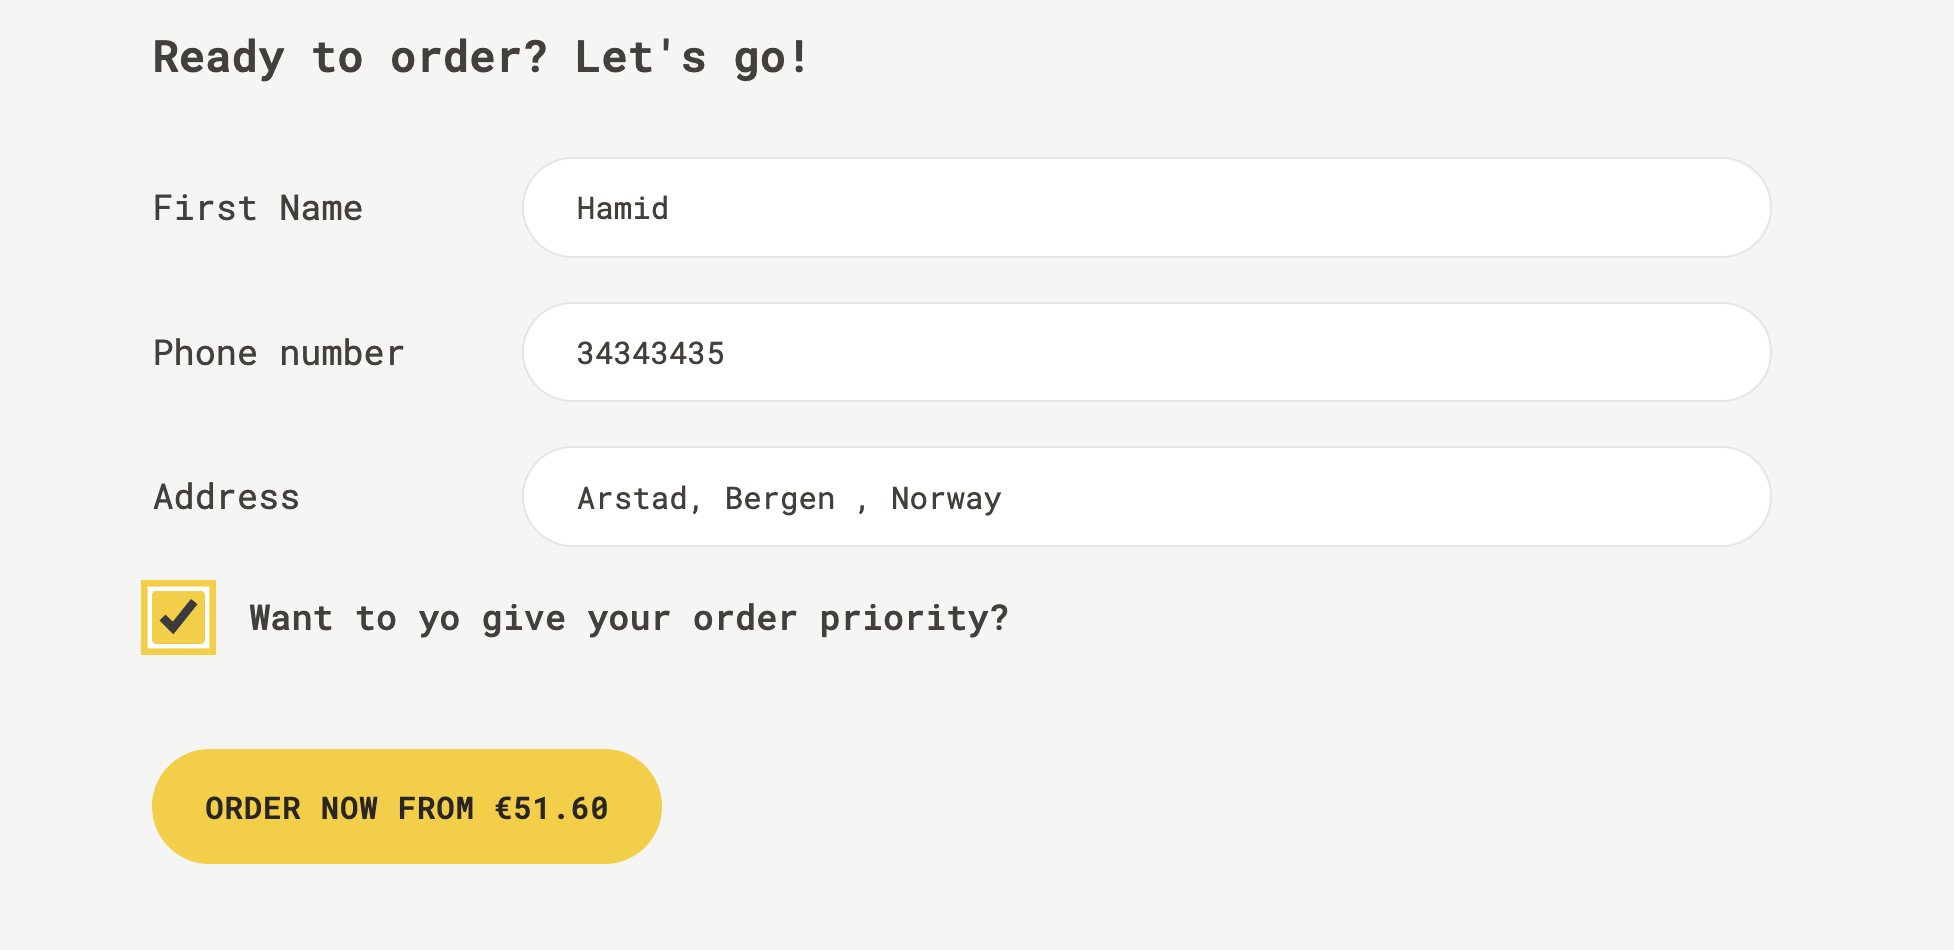 Ready to order? Let's go!
First Name
Hamid
Phone number
34343435
Address
Arstad, Bergen , Norway
Want to yo give your order priority?
ORDER NOW FROM €51.60